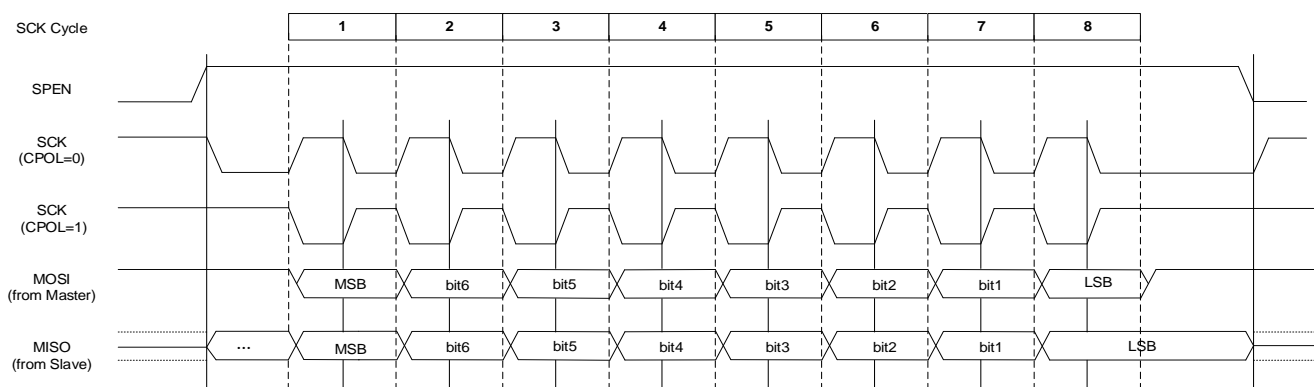 SCK Cycle 1 2 3 4 5 6 7 8
SPEN
SCK
(CPOL=0)
SCK
(CPOL=1)
MOSI
(from Master)
MSB bit6 bit5 bit4 bit3 bit2 bit1 LSB
MISO
(from Slave)
... MSB bit6 bit5 bit4 bit3 bit2 bit1 LSB